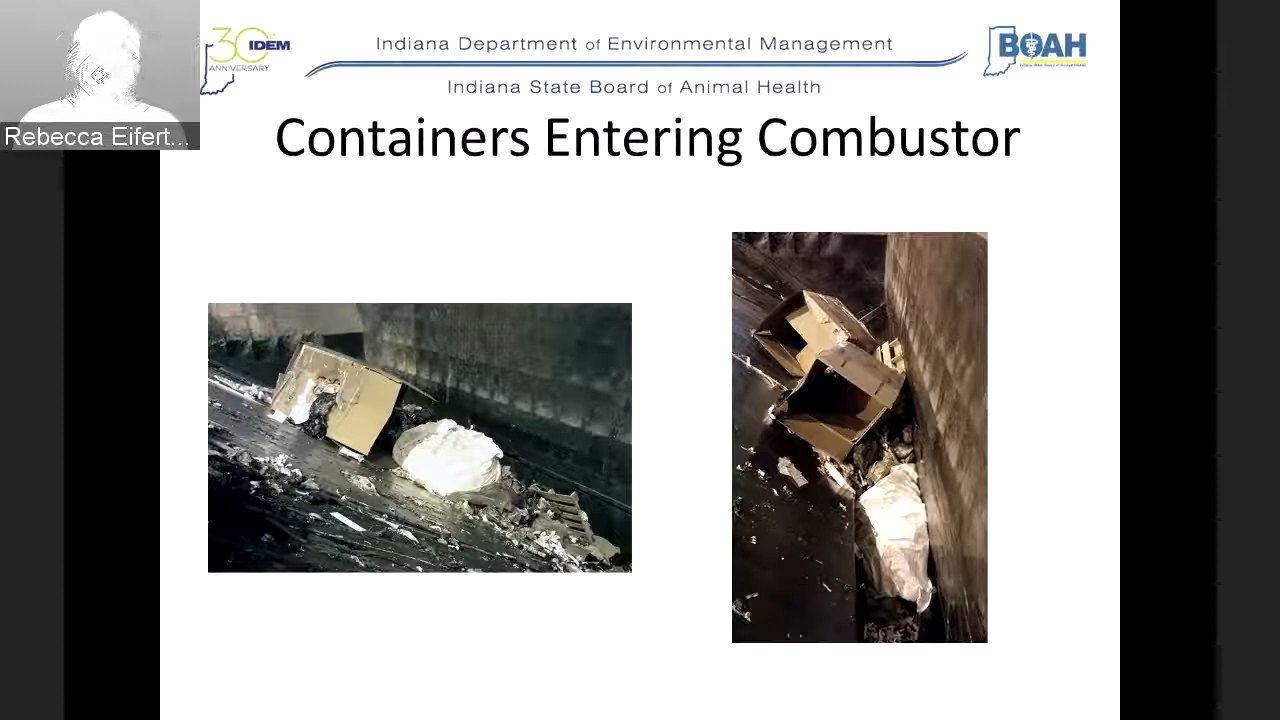 30
IDEM
ANNIVERSARY
Indiana Department of Environmental Management
Indiana State Board of Animal Health
BOAH
Rebecca Eifert...
Containers Entering Combustor